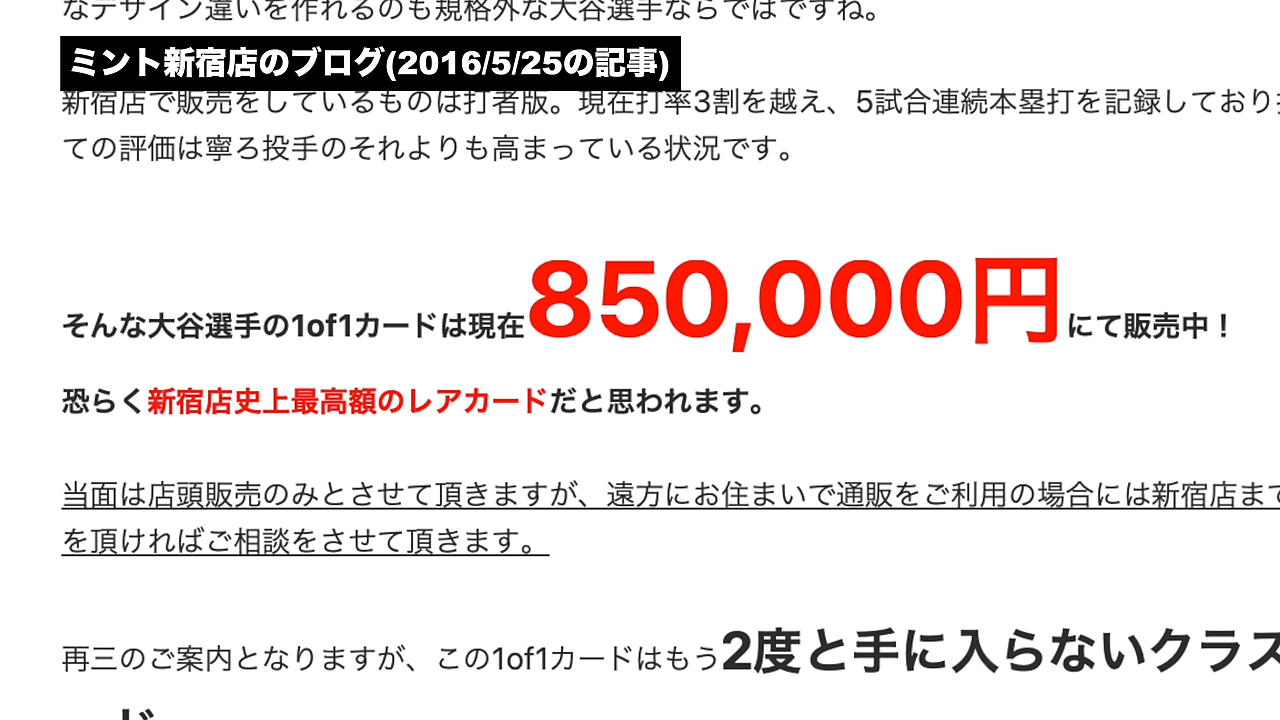 なデザイン違いを作れるのも規格外な大谷選手ならではですね。
ミント新宿店のブログ(2016/5/25の記事)
新宿店で販売をしているものは打者版。現在打率3割を越え、5試合連続本塁打を記録しており
ての評価は寧ろ投手のそれよりも高まっている状況です。
そんな大谷選手の1of1カードは現在850,000円にて販売中！
恐らく新宿店史上最高額のレアカードだと思われます。
当面は店頭販売のみとさせて頂きますが、遠方にお住まいで通販をご利用の場合には新宿店まで
を頂ければご相談をさせて頂きます。
再三のご案内となりますが、この1of1カードはもう2度と手に入らないクラス
ド